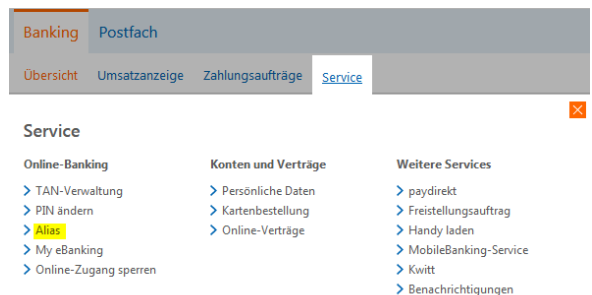 Banking Postfach
Übersicht Umsatzanzeige Zahlungsaufträge Service
Service
Online-Banking
TAN-Verwaltung
PIN ändern
Alias
My eBanking
Online-Zugang sperren
Konten und Verträge
Persönliche Daten
Kartenbestellung
Online-Verträge
Weitere Services
paydirekt
Freistellungsauftrag
Handy laden
MobileBanking-Service
Kwitt
Benachrichtigungen